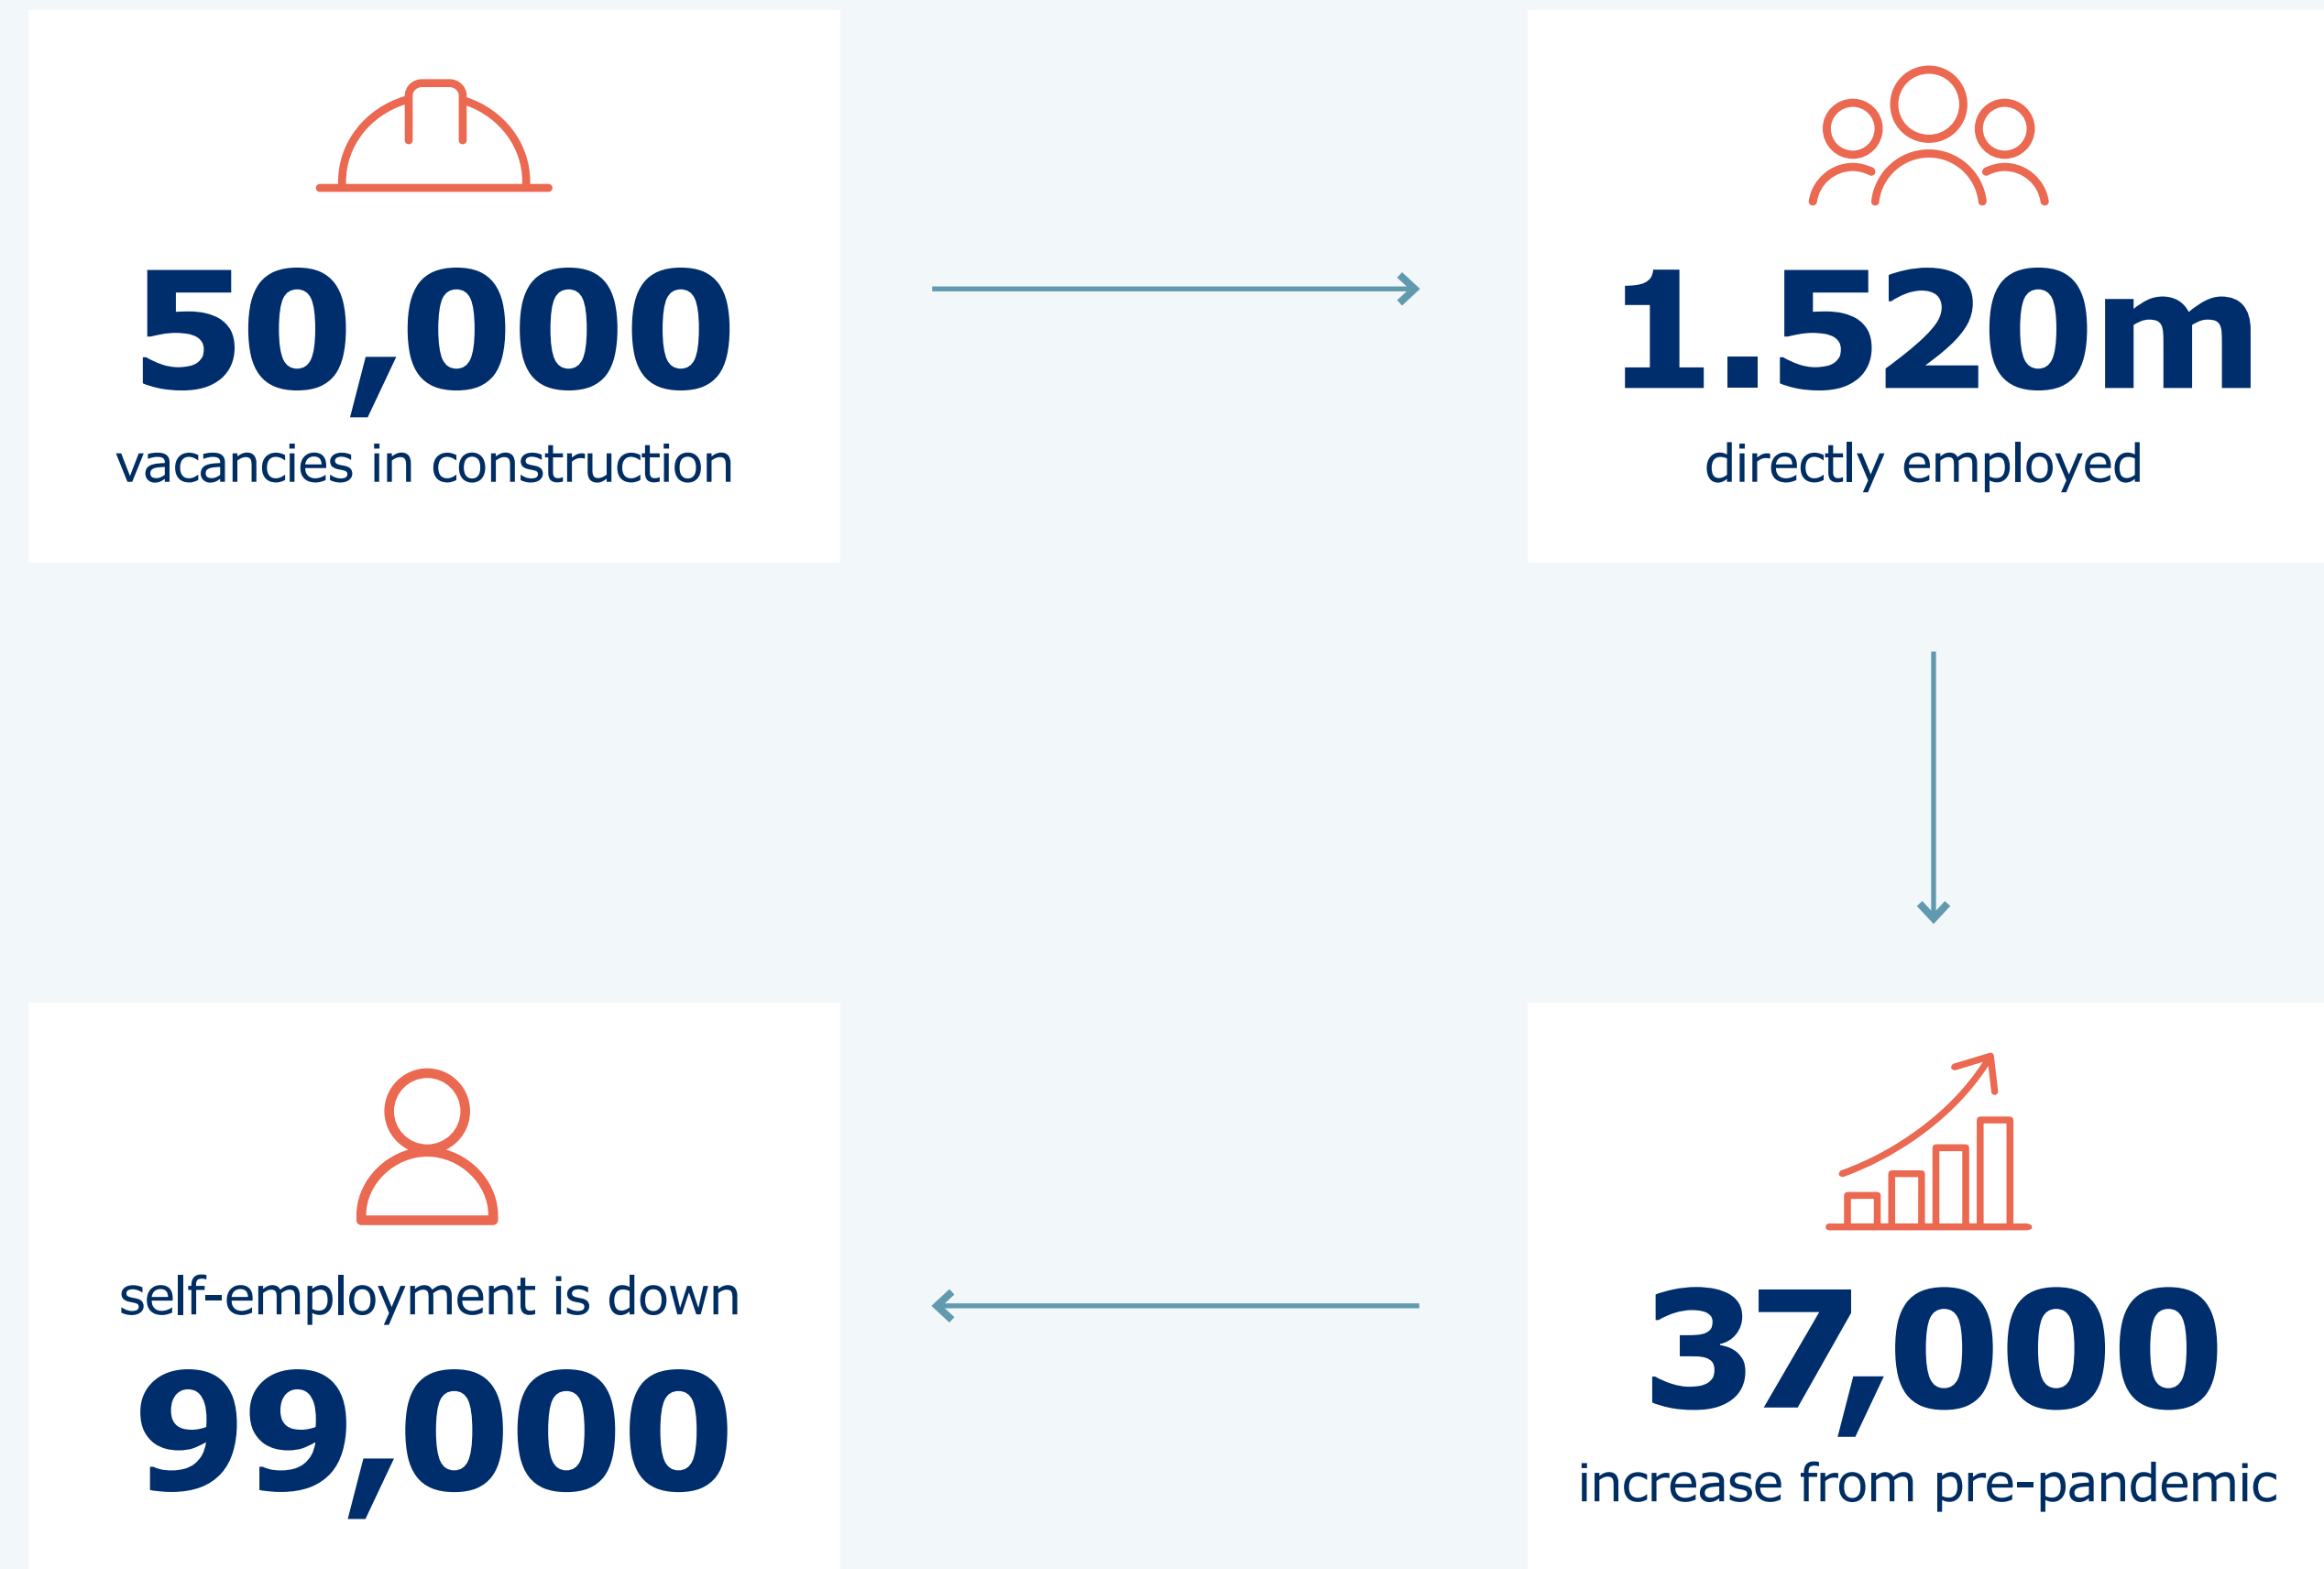 50,000
vacancies in construction
1.520m
directly employed
37,000
increase from pre-pandemic
self-employment is down
99,000